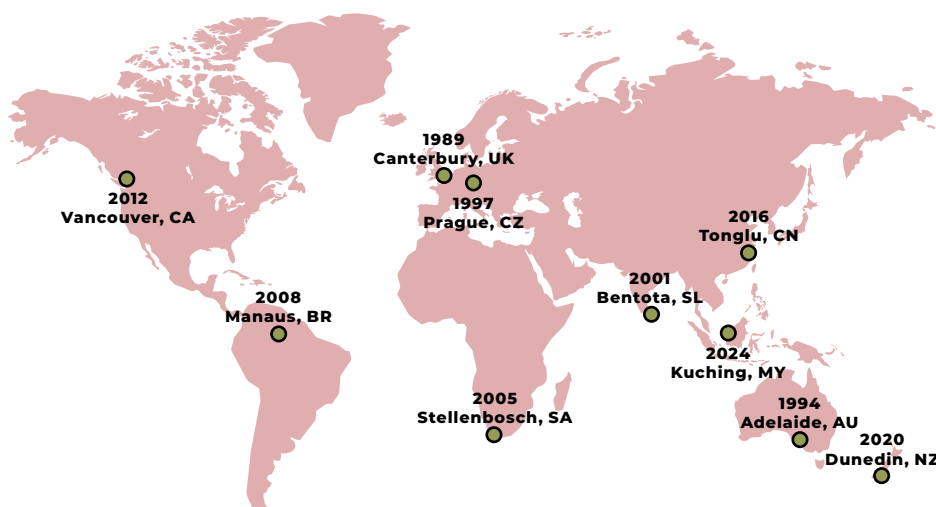 1989
Canterbury, UK
1997
Prague, CZ
2012
Vancouver, CA
2016
Tonglu, CN
2001
Bentota, SL
2008
Manaus, BR
2024
Kuching, MY
2005
Stellenbosch, SA
1994
Adelaide, AU
2020
Dunedin, NZ